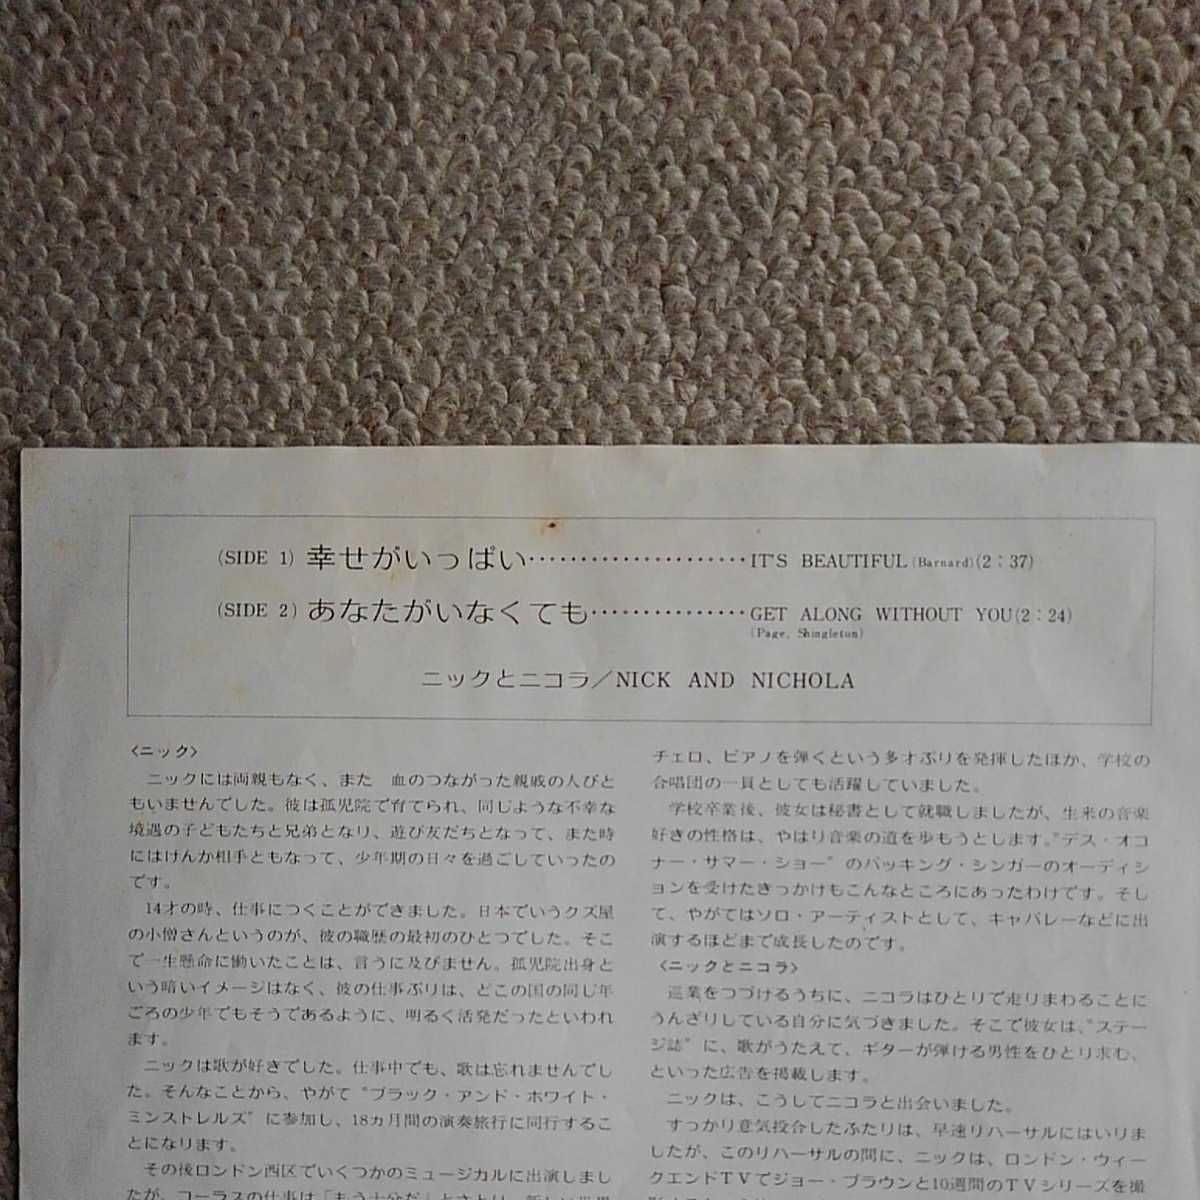 (SIDE 1) 幸せがいっぱい…………………IT'S BEAUTIFUL (Barnard)(2：37)
(SIDE 2) あなたがいなくても……………GET ALONG WITHOUT YOU(2：24)
(Page, Shingleton)
ニックとニコラ／NICK AND NICHOLA
〈ニック〉
ニックには両親もなく、また 血のつながった親戚の人びと
もいませんでした。彼は孤児院で育てられ、同じような不幸な
境遇の子どもたちと兄弟となり、遊び友だちとなって、また時
にはけんか相手ともなって、少年期の日々を過ごしていったの
です。
14才の時、仕事につくことができました。日本でいうクズ屋
の小僧さんというのが、彼の職歴の最初のひとつでした。そこ
で一生懸命に働いたことは、言うに及びません。孤児院出身と
いう暗いイメージはなく、彼の仕事ぶりは、どこの国の同じ年
ごろの少年でもそうであるように、明るく活発だったといわれ
ます。
ニックは歌が好きでした。仕事中でも、歌は忘れませんでし
た。そんなことから、やがて“ブラック・アンド・ホワイト・
ミンストレルズ”に参加し、18カ月間の演奏旅行に同行するこ
とになります。
その後ロンドン西区でいくつかのミュージカルに出演しまし
たが、コーラスの仕事は「もう十分だ」とさとり、新しい
チェロ、ピアノを弾くという多才ぶりを発揮したほか、学校の
合唱団の一員としても活躍していました。
学校卒業後、彼女は秘書として就職しましたが、生来の音楽
好きの性格は、やはり音楽の道を歩もうとします。“デス・オコ
ナー・サマー・ショー”のバッキング・シンガーのオーディシ
ョンを受けたきっかけもこんなところにあったわけです。そし
て、やがてはソロ・アーティストとして、キャバレーなどに出
演するほどまで成長したのです。
〈ニックとニコラ〉
巡業をつづけるうちに、ニコラはひとりで走りまわることに
うんざりしている自分に気づきました。そこで彼女は、“ステー
ジ誌”に、歌がうたえて、ギターが弾ける男性をひとり求む、
といった広告を掲載します。
ニックは、こうしてニコラと出会いました。
すっかり意気投合したふたりは、早速リハーサルにはいりま
したが、このリハーサルの間に、ニックは、ロンドン・ウィー
クエンドTVでジョー・ブラウンと10週間のTVシリーズを撮